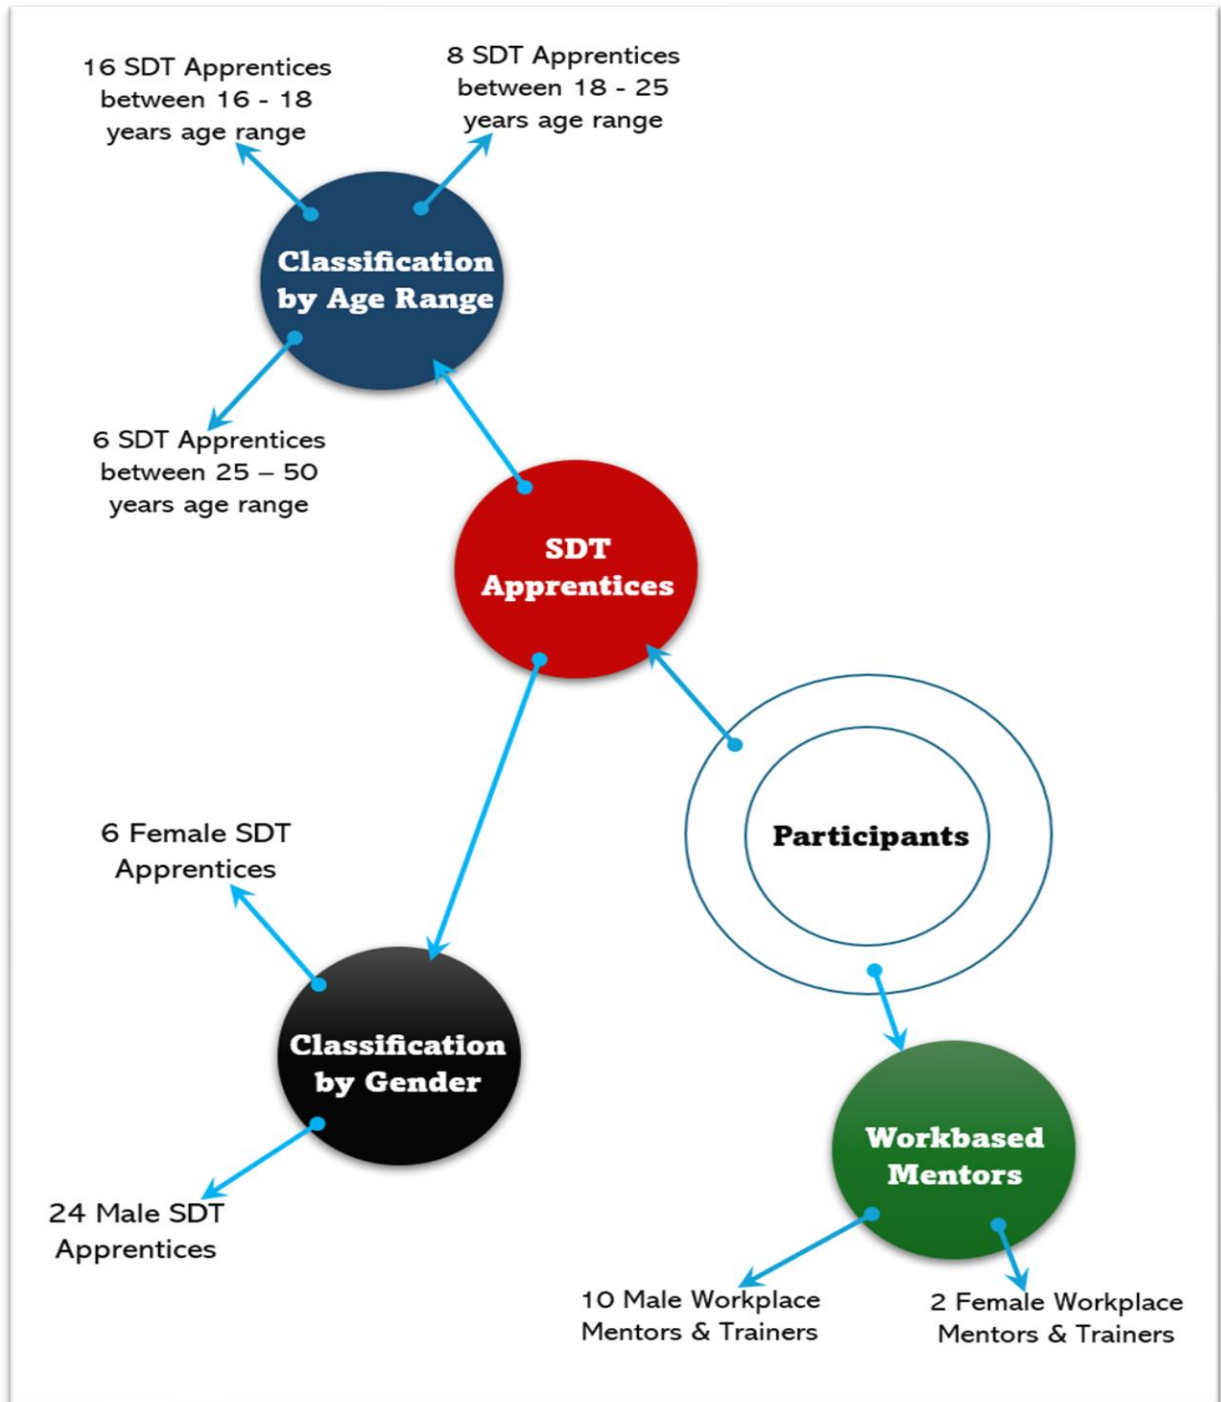 16 SDT Apprentices
between 16 - 18
years age range
8 SDT Apprentices
between 18 - 25
years age range
Classification
by Age Range
6 SDT Apprentices
between 25 – 50
years age range
SDT
Apprentices
Participants
6 Female SDT
Apprentices
Classification
by Gender
24 Male SDT
Apprentices
Workbased
Mentors
10 Male Workplace
Mentors & Trainers
2 Female Workplace
Mentors & Trainers